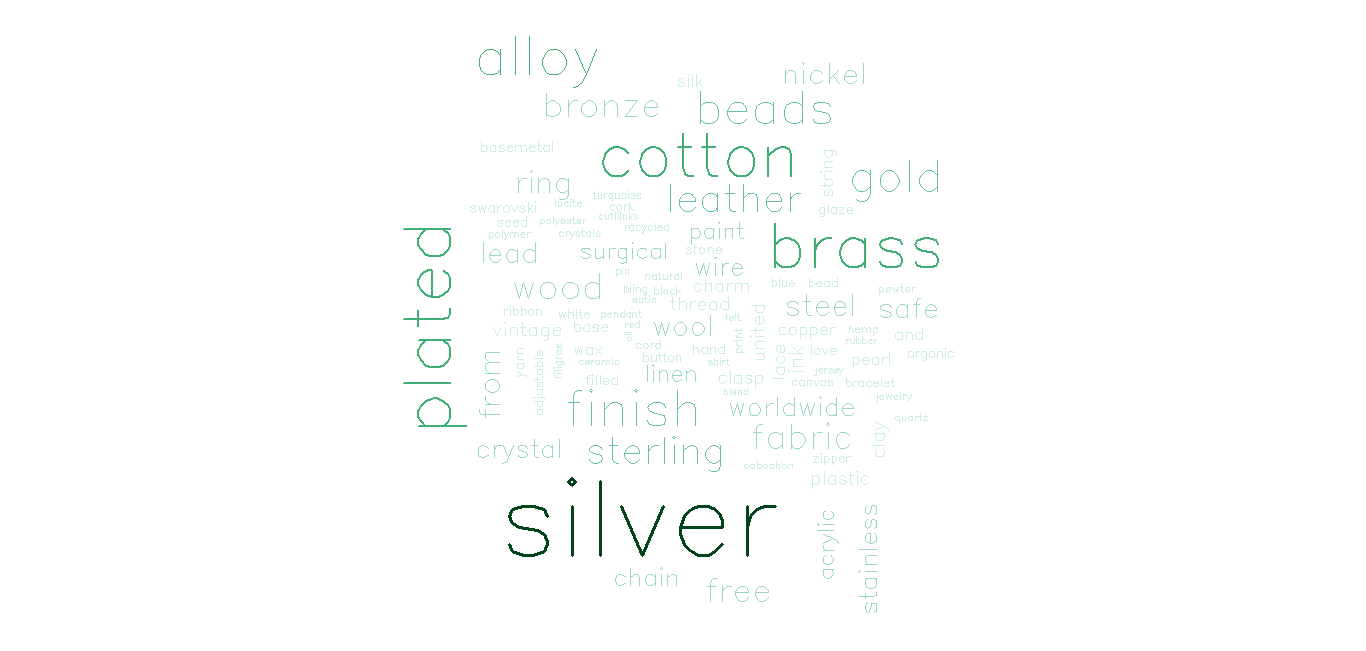 alloy
silk
nickel
bronze
beads
basemetal
cotton
string
gold
ring
turquoise
leather
swarovski
lucite
cork
glaze
seed
polyester
cufflinks
recycled
polymer
crystals
paint
brass
plated
lead
surgical
stone
wire
pin
natural
charm
blue
bead
wood
bling
black
pewter
satin
thread
steel
safe
ribbon
white
pendant
felt
united
vintage
base
red
wool
copper
hemp
and
all
print
rubber
from
yarn
adjustable
filigree
wax
cord
hand
lace
ink
love
pearl
organic
ceramic
button
shirt
filled
linen
clasp
jersey
canvas
bracelet
blend
jewelry
finish
worldwide
quartz
fabric
clay
crystal
sterling
zipper
cabochon
plastic
silver
acrylic
stainless
chain
free